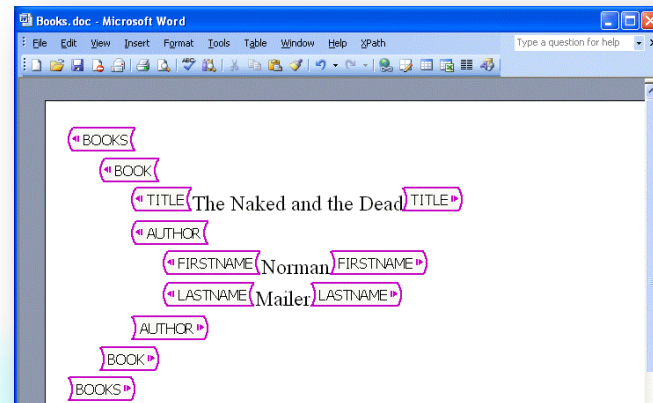 Books.doc - Microsoft Word
File Edit View Insert Format Tools Table Window Help XPath Type a question for help
BOOKS
BOOK
TITLE The Naked and the Dead TITLE
AUTHOR
FIRSTNAME Norman FIRSTNAME
LASTNAME Mailer LASTNAME
AUTHOR
BOOK
BOOKS